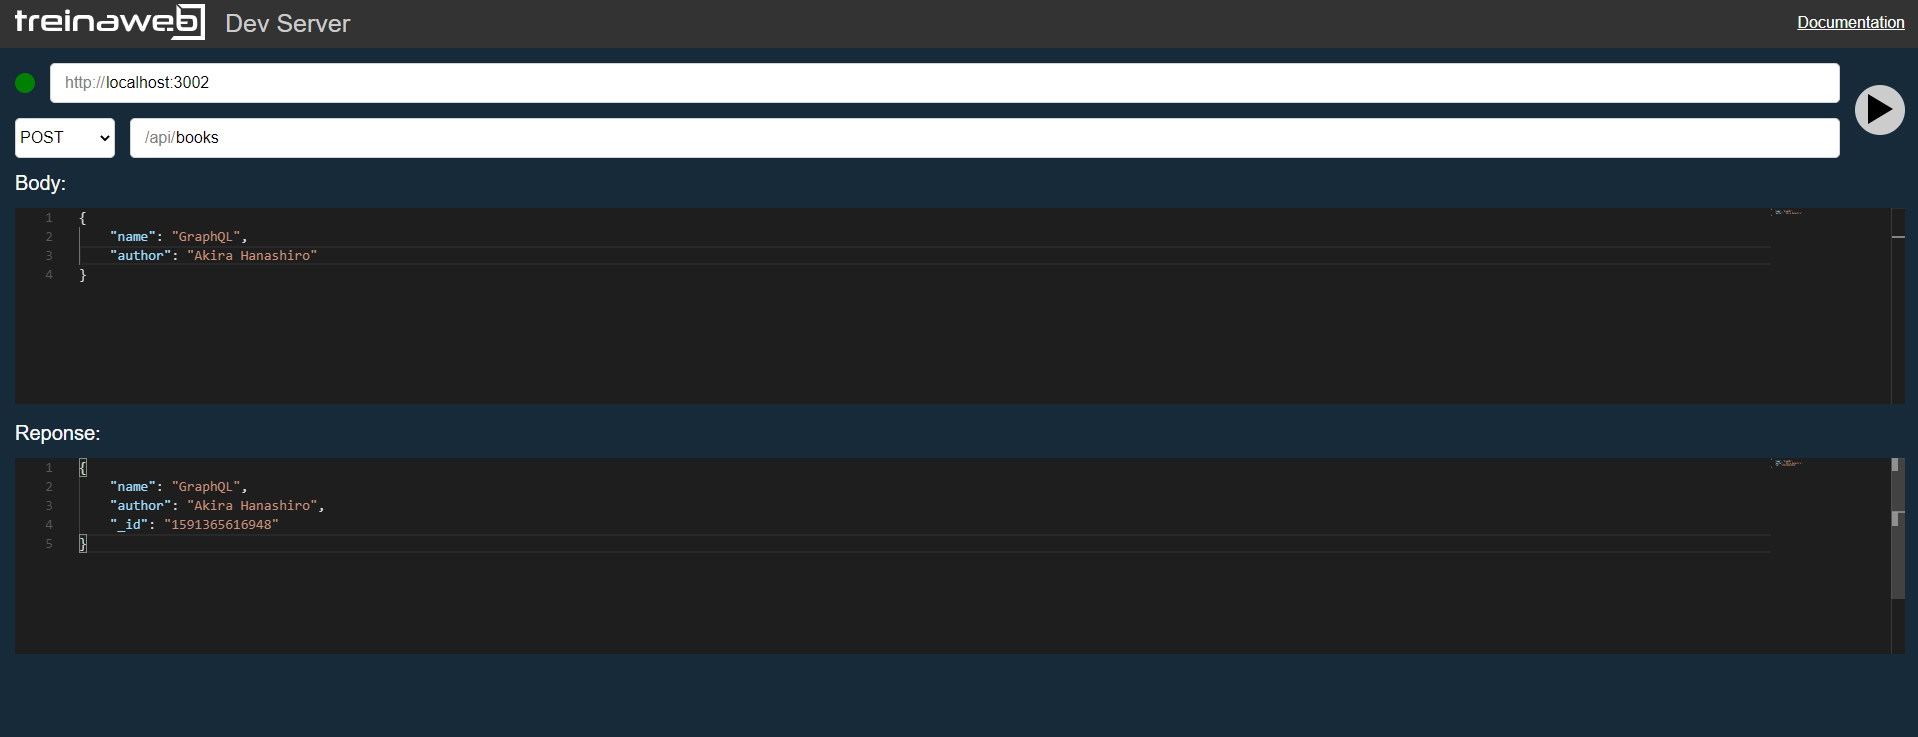 treinaweb Dev Server Documentation
http://localhost:3002
POST /api/books
Body:
1 {
2 "name": "GraphQL",
3 "author": "Akira Hanashiro"
4 }
Reponse:
1 {
2 "name": "GraphQL",
3 "author": "Akira Hanashiro",
4 "_id": "1591365616948"
5 }